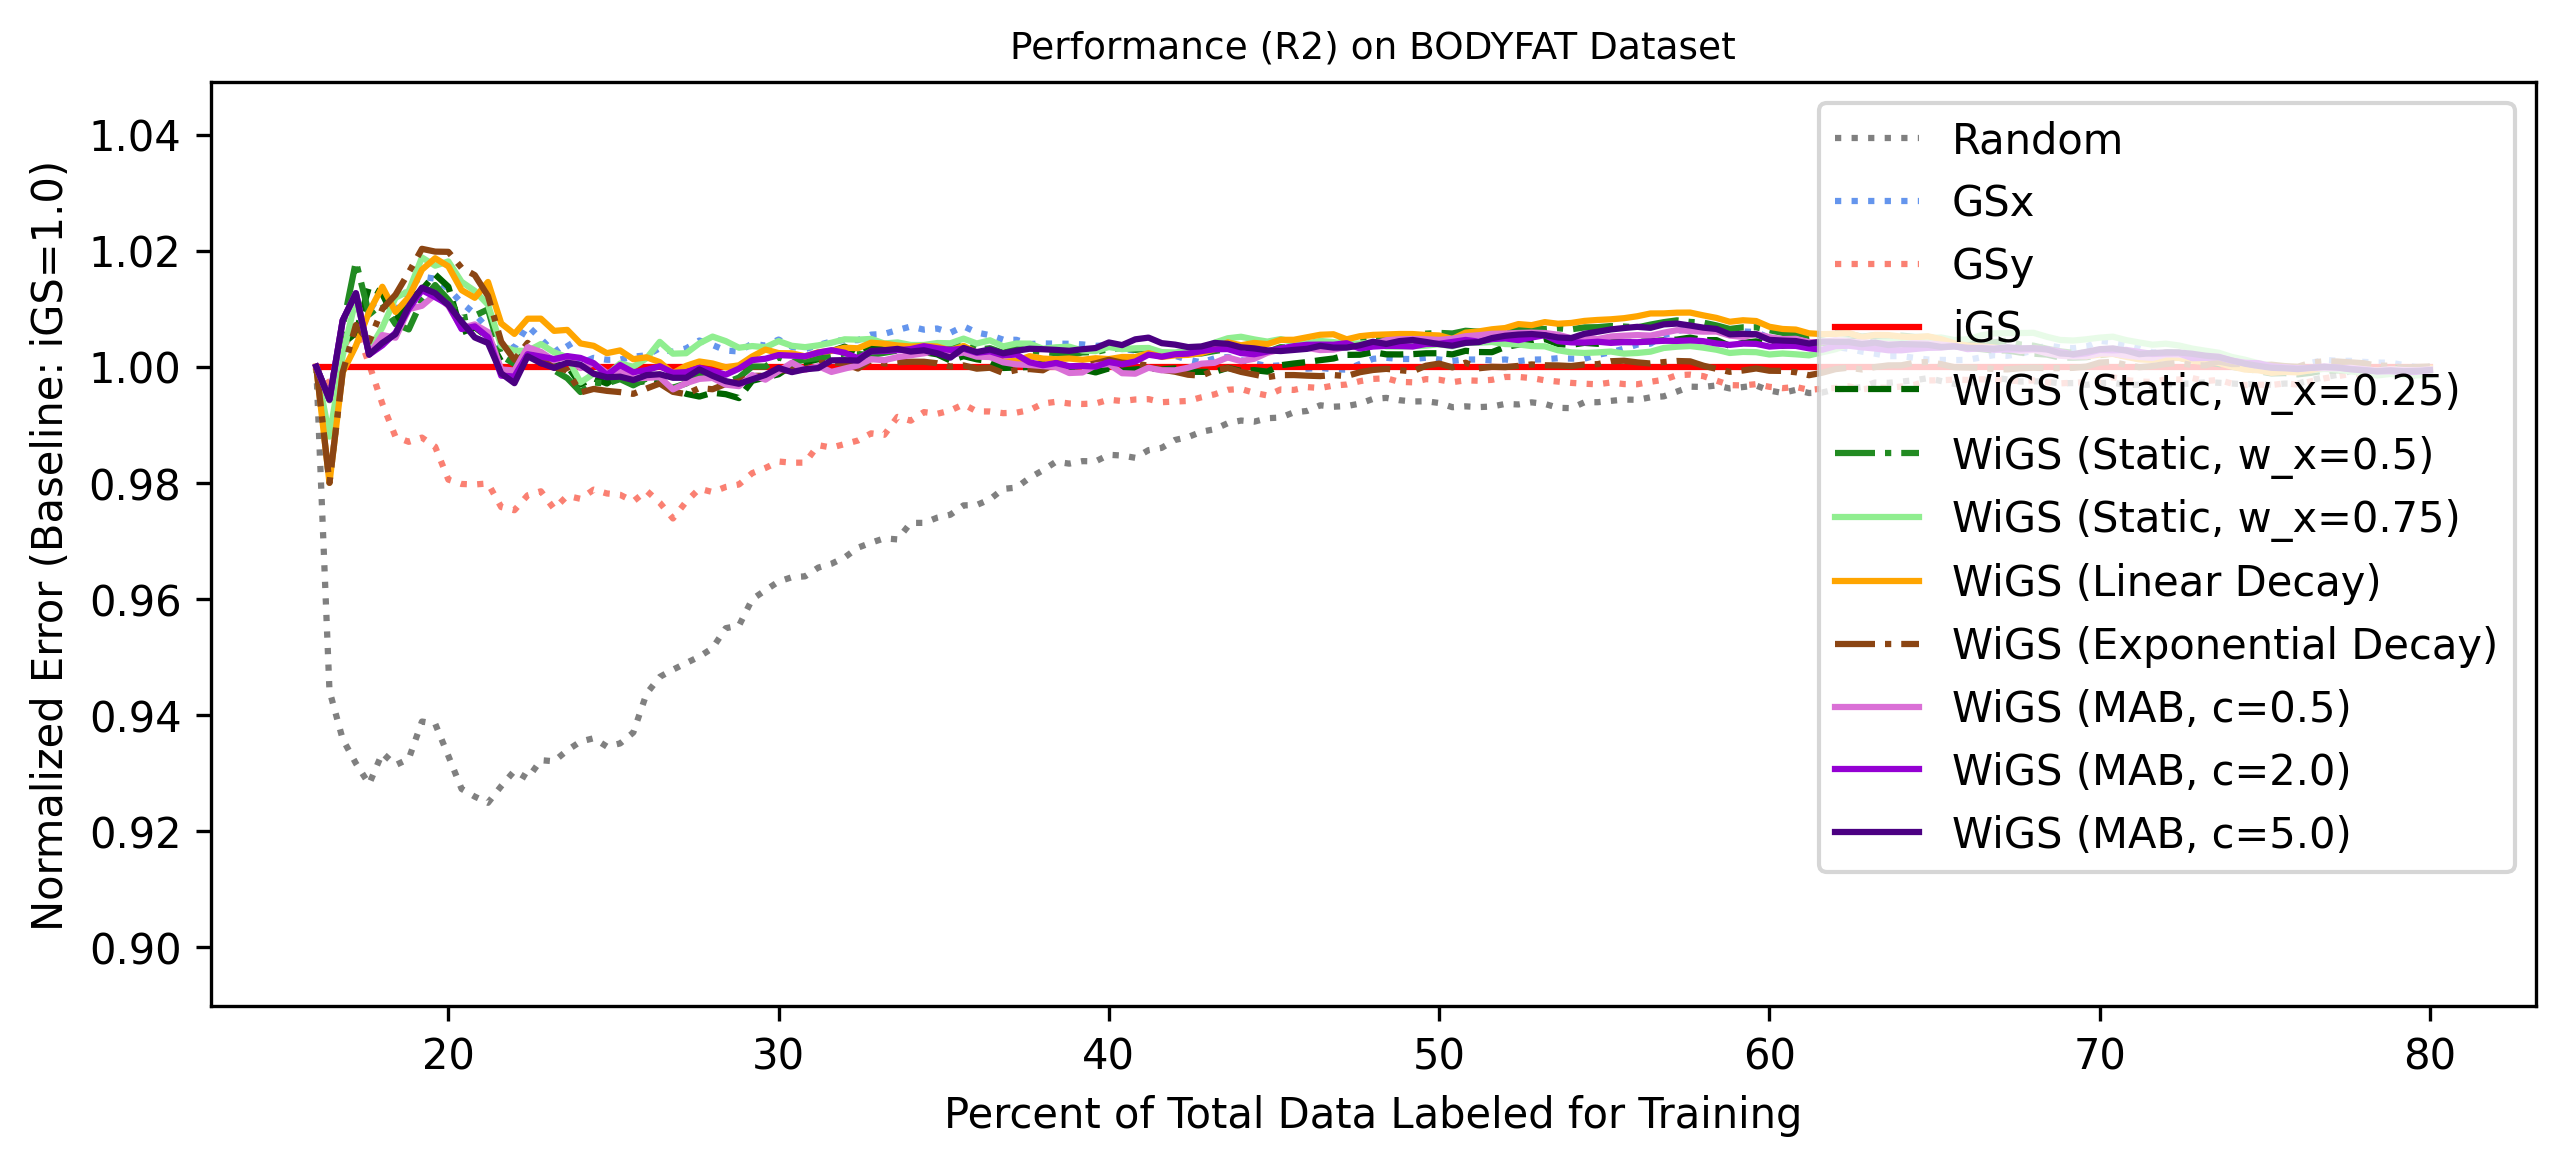 Performance (R2) on BODYFAT Dataset
Normalized Error (Baseline: iGS=1.0)
1.04
1.02
1.00
0.98
0.96
0.94
0.92
0.90
Random
GSx
GSy
iGS
WiGS (Static, w_x=0.25)
WiGS (Static, w_x=0.5)
WiGS (Static, w_x=0.75)
WiGS (Linear Decay)
WiGS (Exponential Decay)
WiGS (MAB, c=0.5)
WiGS (MAB, c=2.0)
WiGS (MAB, c=5.0)
20 30 40 50 60 70 80
Percent of Total Data Labeled for Training